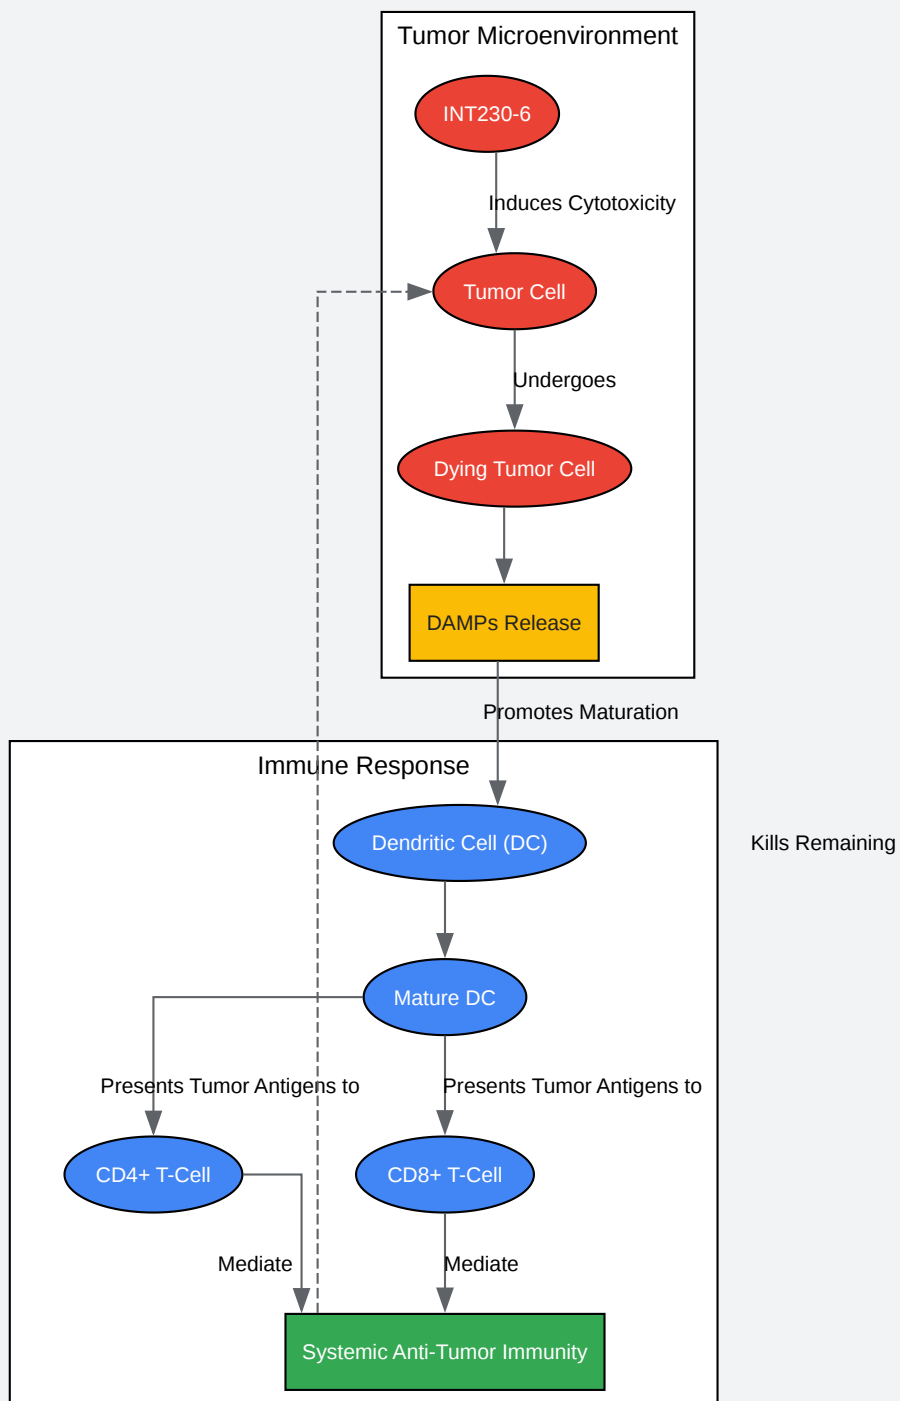 Tumor Microenvironment
INT230-6
Induces Cytotoxicity
Tumor Cell
Undergoes
Dying Tumor Cell
DAMPs Release
Promotes Maturation
Immune Response
Dendritic Cell (DC)
Kills Remaining
Mature DC
Presents Tumor Antigens to
Presents Tumor Antigens to
CD4+ T-Cell
CD8+ T-Cell
Mediate
Mediate
Systemic Anti-Tumor Immunity